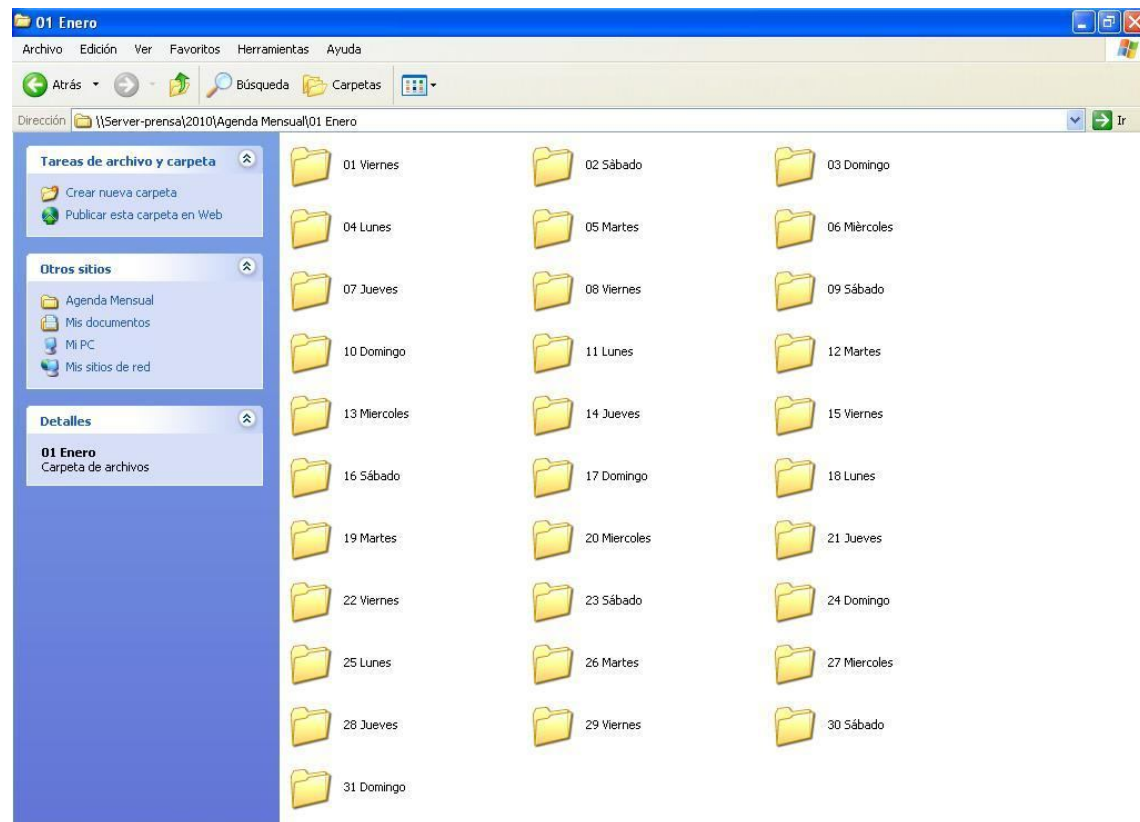 01 Enero
Archivo Edición Ver Favoritos Herramientas Ayuda
Atrás Búsqueda Carpetas
Dirección \\Server-prensa\2010\Agenda Mensual\01 Enero Ir
Tareas de archivo y carpeta
Crear nueva carpeta
Publicar esta carpeta en Web
Otros sitios
Agenda Mensual
Mis documentos
Mi PC
Mis sitios de red
Detalles
01 Enero
Carpeta de archivos
01 Viernes 02 Sàbado 03 Domingo
04 Lunes 05 Martes 06 Mièrcoles
07 Jueves 08 Viernes 09 Sábado
10 Domingo 11 Lunes 12 Martes
13 Miercoles 14 Jueves 15 Viernes
16 Sábado 17 Domingo 18 Lunes
19 Martes 20 Miercoles 21 Jueves
22 Viernes 23 Sábado 24 Domingo
25 Lunes 26 Martes 27 Miercoles
28 Jueves 29 Viernes 30 Sábado
31 Domingo